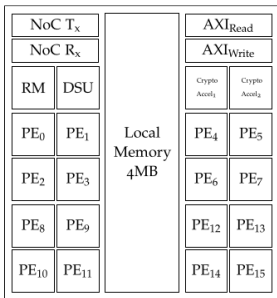 NoC Tx
NoC Rx
RM DSU
PE0 PE1
PE2 PE3
PE8 PE9
PE10 PE11
Local
Memory
4MB
AXIRead
AXIWrite
Crypto Crypto
Accel1 Accel2
PE4 PE5
PE6 PE7
PE12 PE13
PE14 PE15